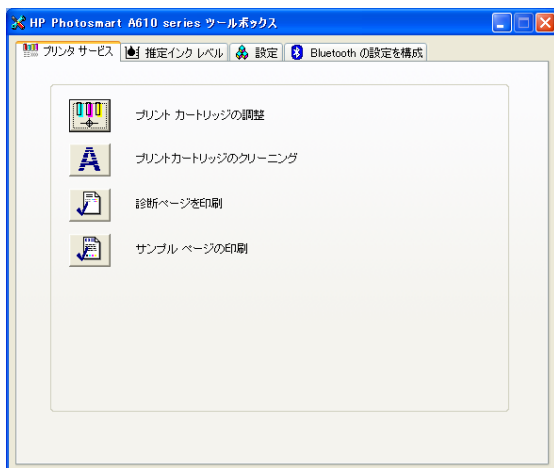 HP Photosmart A610 series ツールボックス
プリンタ サービス 推定インク レベル 設定 Bluetooth の設定を構成
プリント カートリッジの調整
プリントカートリッジのクリーニング
診断ページを印刷
サンプル ページの印刷